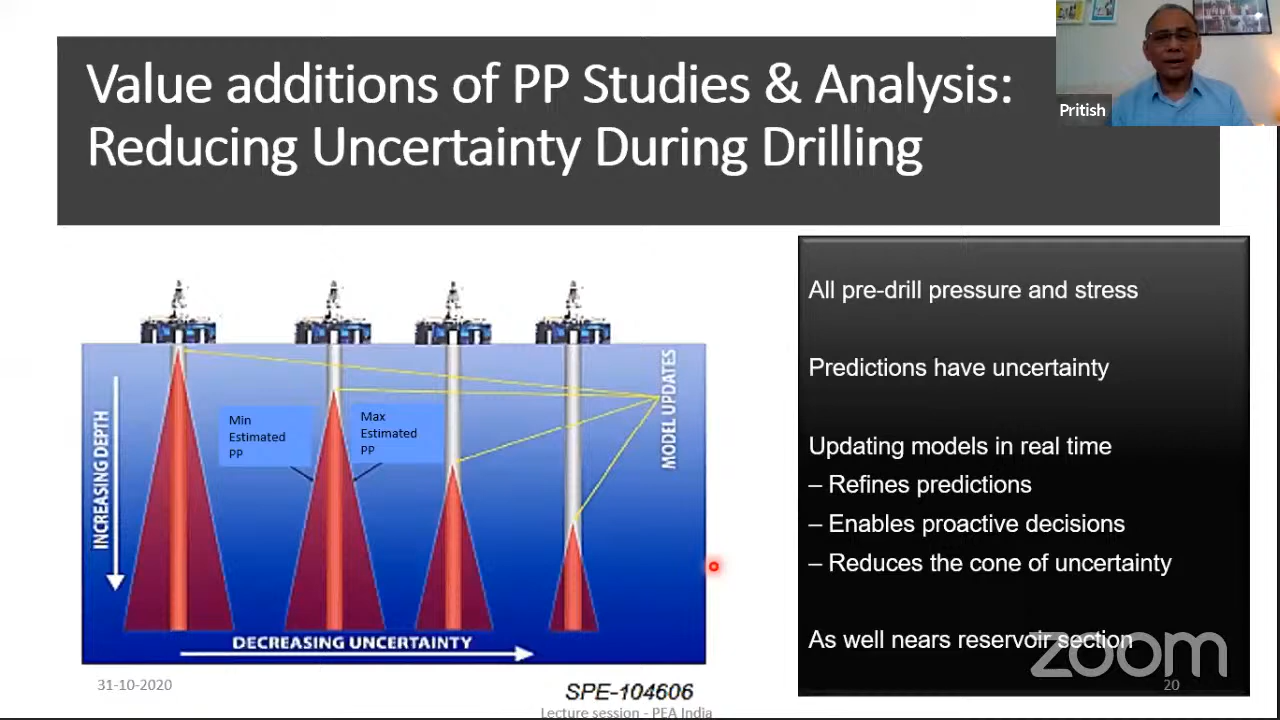 Value additions of PP Studies & Analysis:
Reducing Uncertainty During Drilling
Pritish
INCREASING DEPTH
Min
Estimated
PP
Max
Estimated
PP
MODEL UPDATES
DECREASING UNCERTAINTY
All pre-drill pressure and stress
Predictions have uncertainty
Updating models in real time
– Refines predictions
– Enables proactive decisions
– Reduces the cone of uncertainty
As well nears reservoir section
zoom
31-10-2020
SPE-104606
Lecture session - PEA India
20